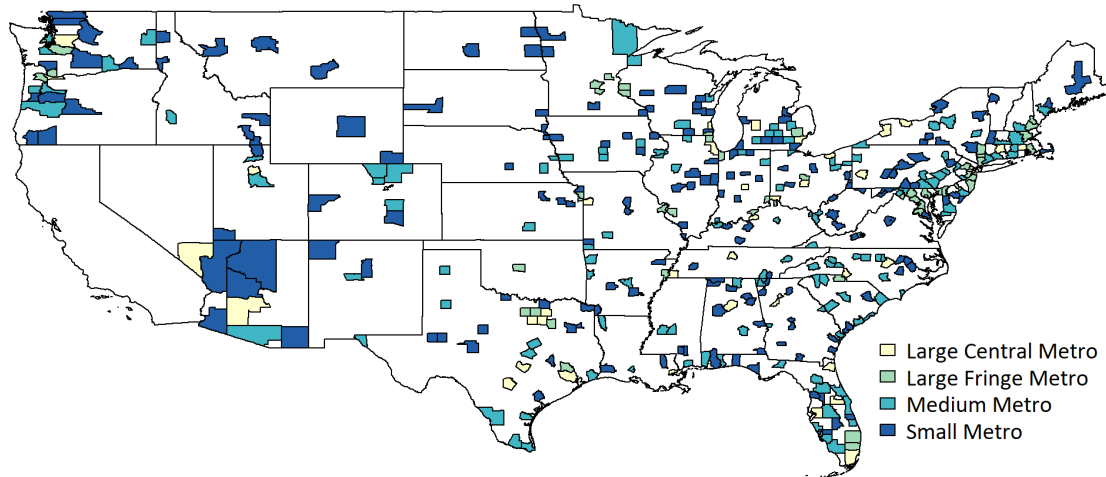 Large Central Metro
Large Fringe Metro
Medium Metro
Small Metro